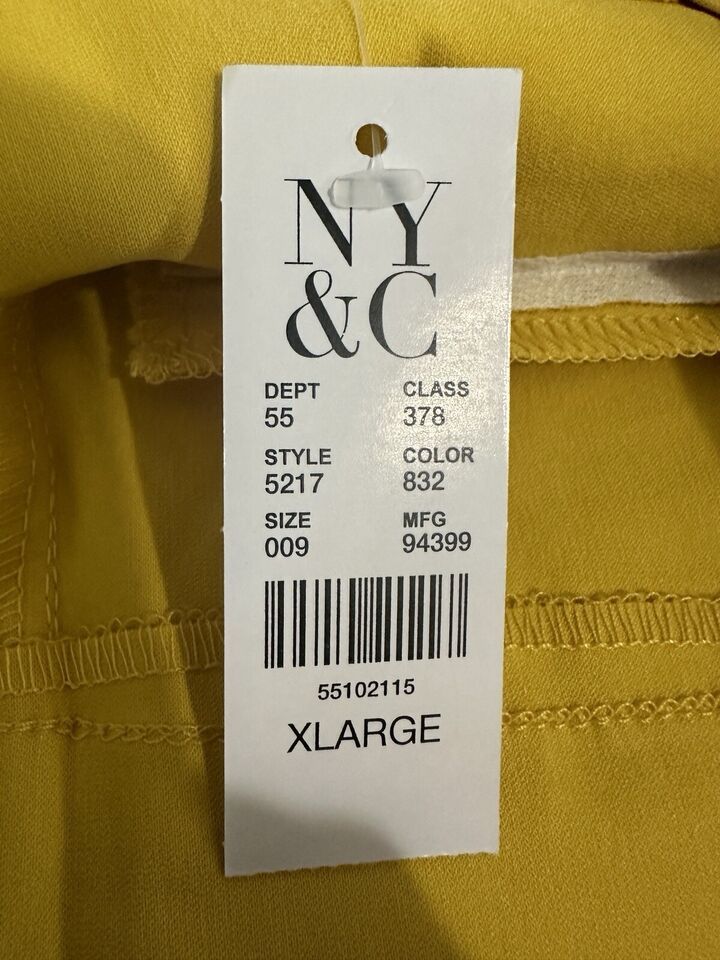 NY
&C
DEPT CLASS
55 378
STYLE COLOR
5217 832
SIZE MFG
009 94399
55102115
XLARGE